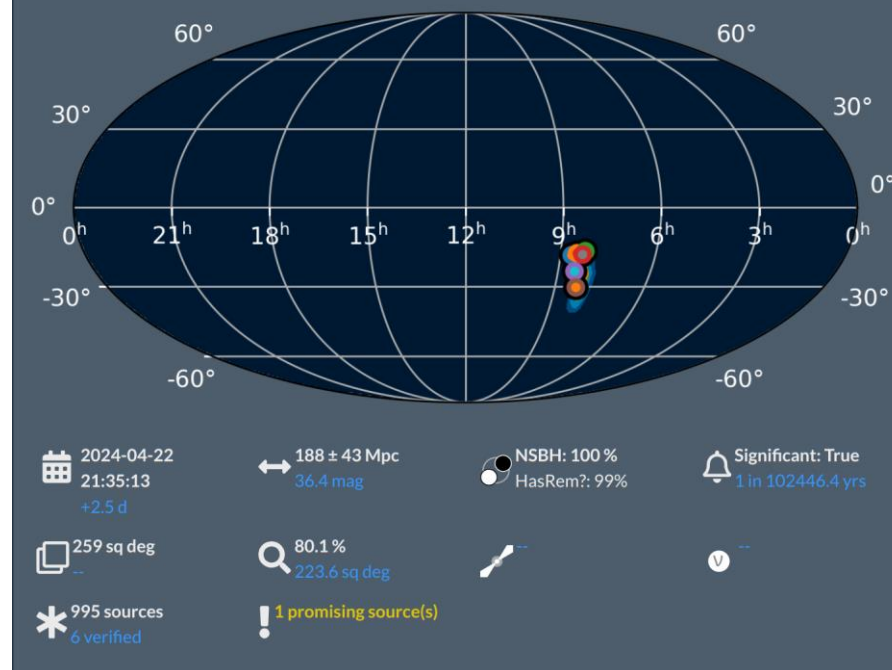 60° 60°
30° 30°
0° 0°
0h 21h 18h 15h 12h 9h 6h 3h 0h
-30° -30°
-60° -60°
2024-04-22
21:35:13
+2.5 d
188 ± 43 Mpc
36.4 mag
NSBH: 100 %
HasRem?: 99%
Significant: True
1 in 102446.4 yrs
259 sq deg
--
80.1 %
223.6 sq deg
--
ν
--
995 sources
6 verified
1 promising source(s)